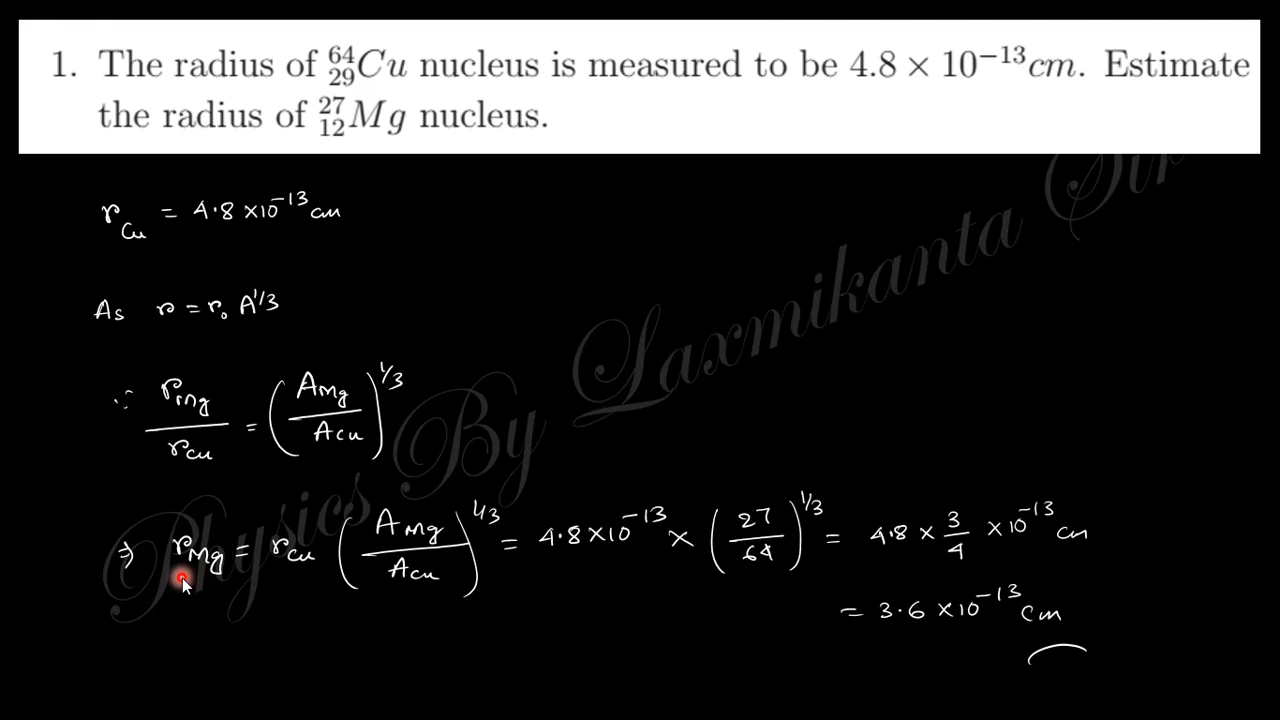 1. The radius of ⁶⁴₂₉Cu nucleus is measured to be 4.8 × 10⁻¹³cm. Estimate
the radius of ²⁷₁₂Mg nucleus.
r_Cu = 4.8 × 10⁻¹³ cm
As r = r₀ A^1/3
∵ r_Mg / r_Cu = (A_Mg / A_Cu)^1/3
⇒ r_Mg = r_Cu (A_Mg / A_Cu)^1/3 = 4.8 × 10⁻¹³ × (27 / 64)^1/3 = 4.8 × 3/4 × 10⁻¹³ cm
= 3.6 × 10⁻¹³ cm
Physics By Laxmikanta